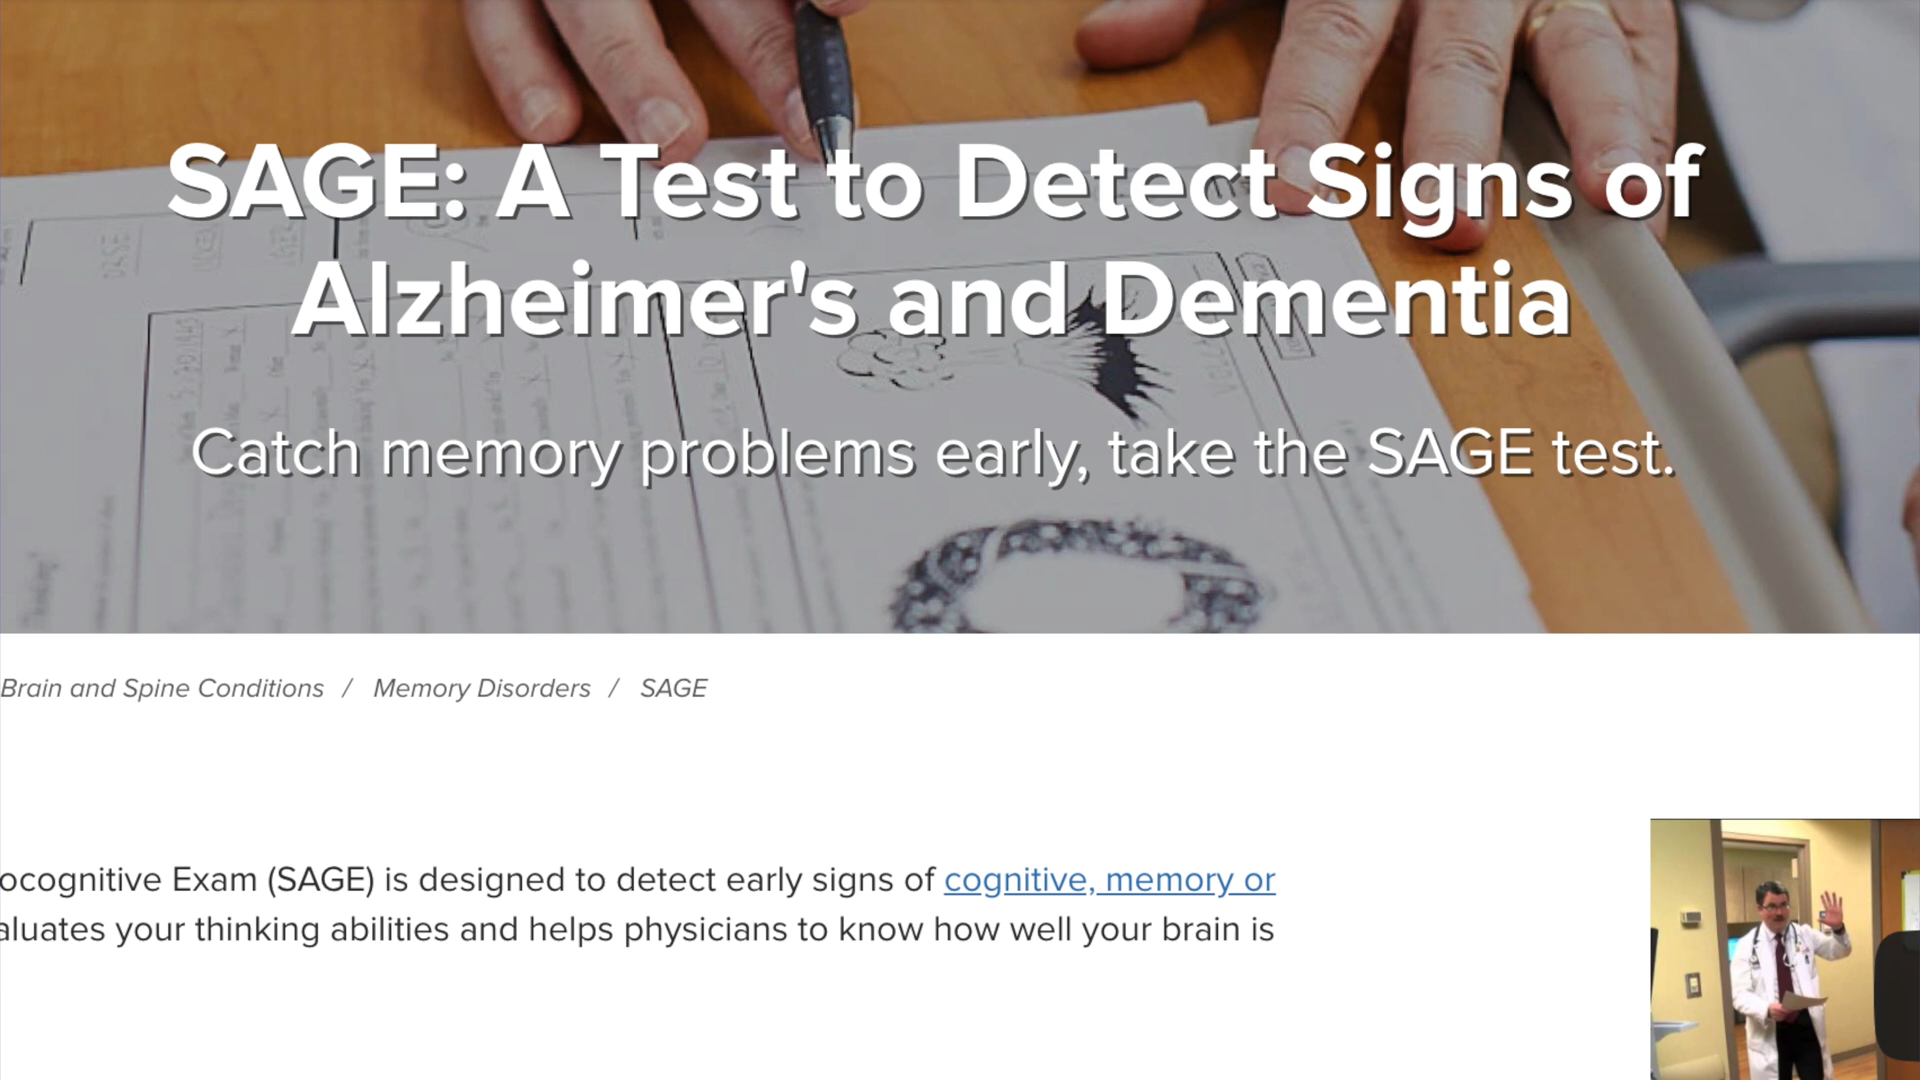 SAGE: A Test to Detect Signs of
Alzheimer's and Dementia
Catch memory problems early, take the SAGE test.
Brain and Spine Conditions / Memory Disorders / SAGE
ocognitive Exam (SAGE) is designed to detect early signs of cognitive, memory or
aluates your thinking abilities and helps physicians to know how well your brain is